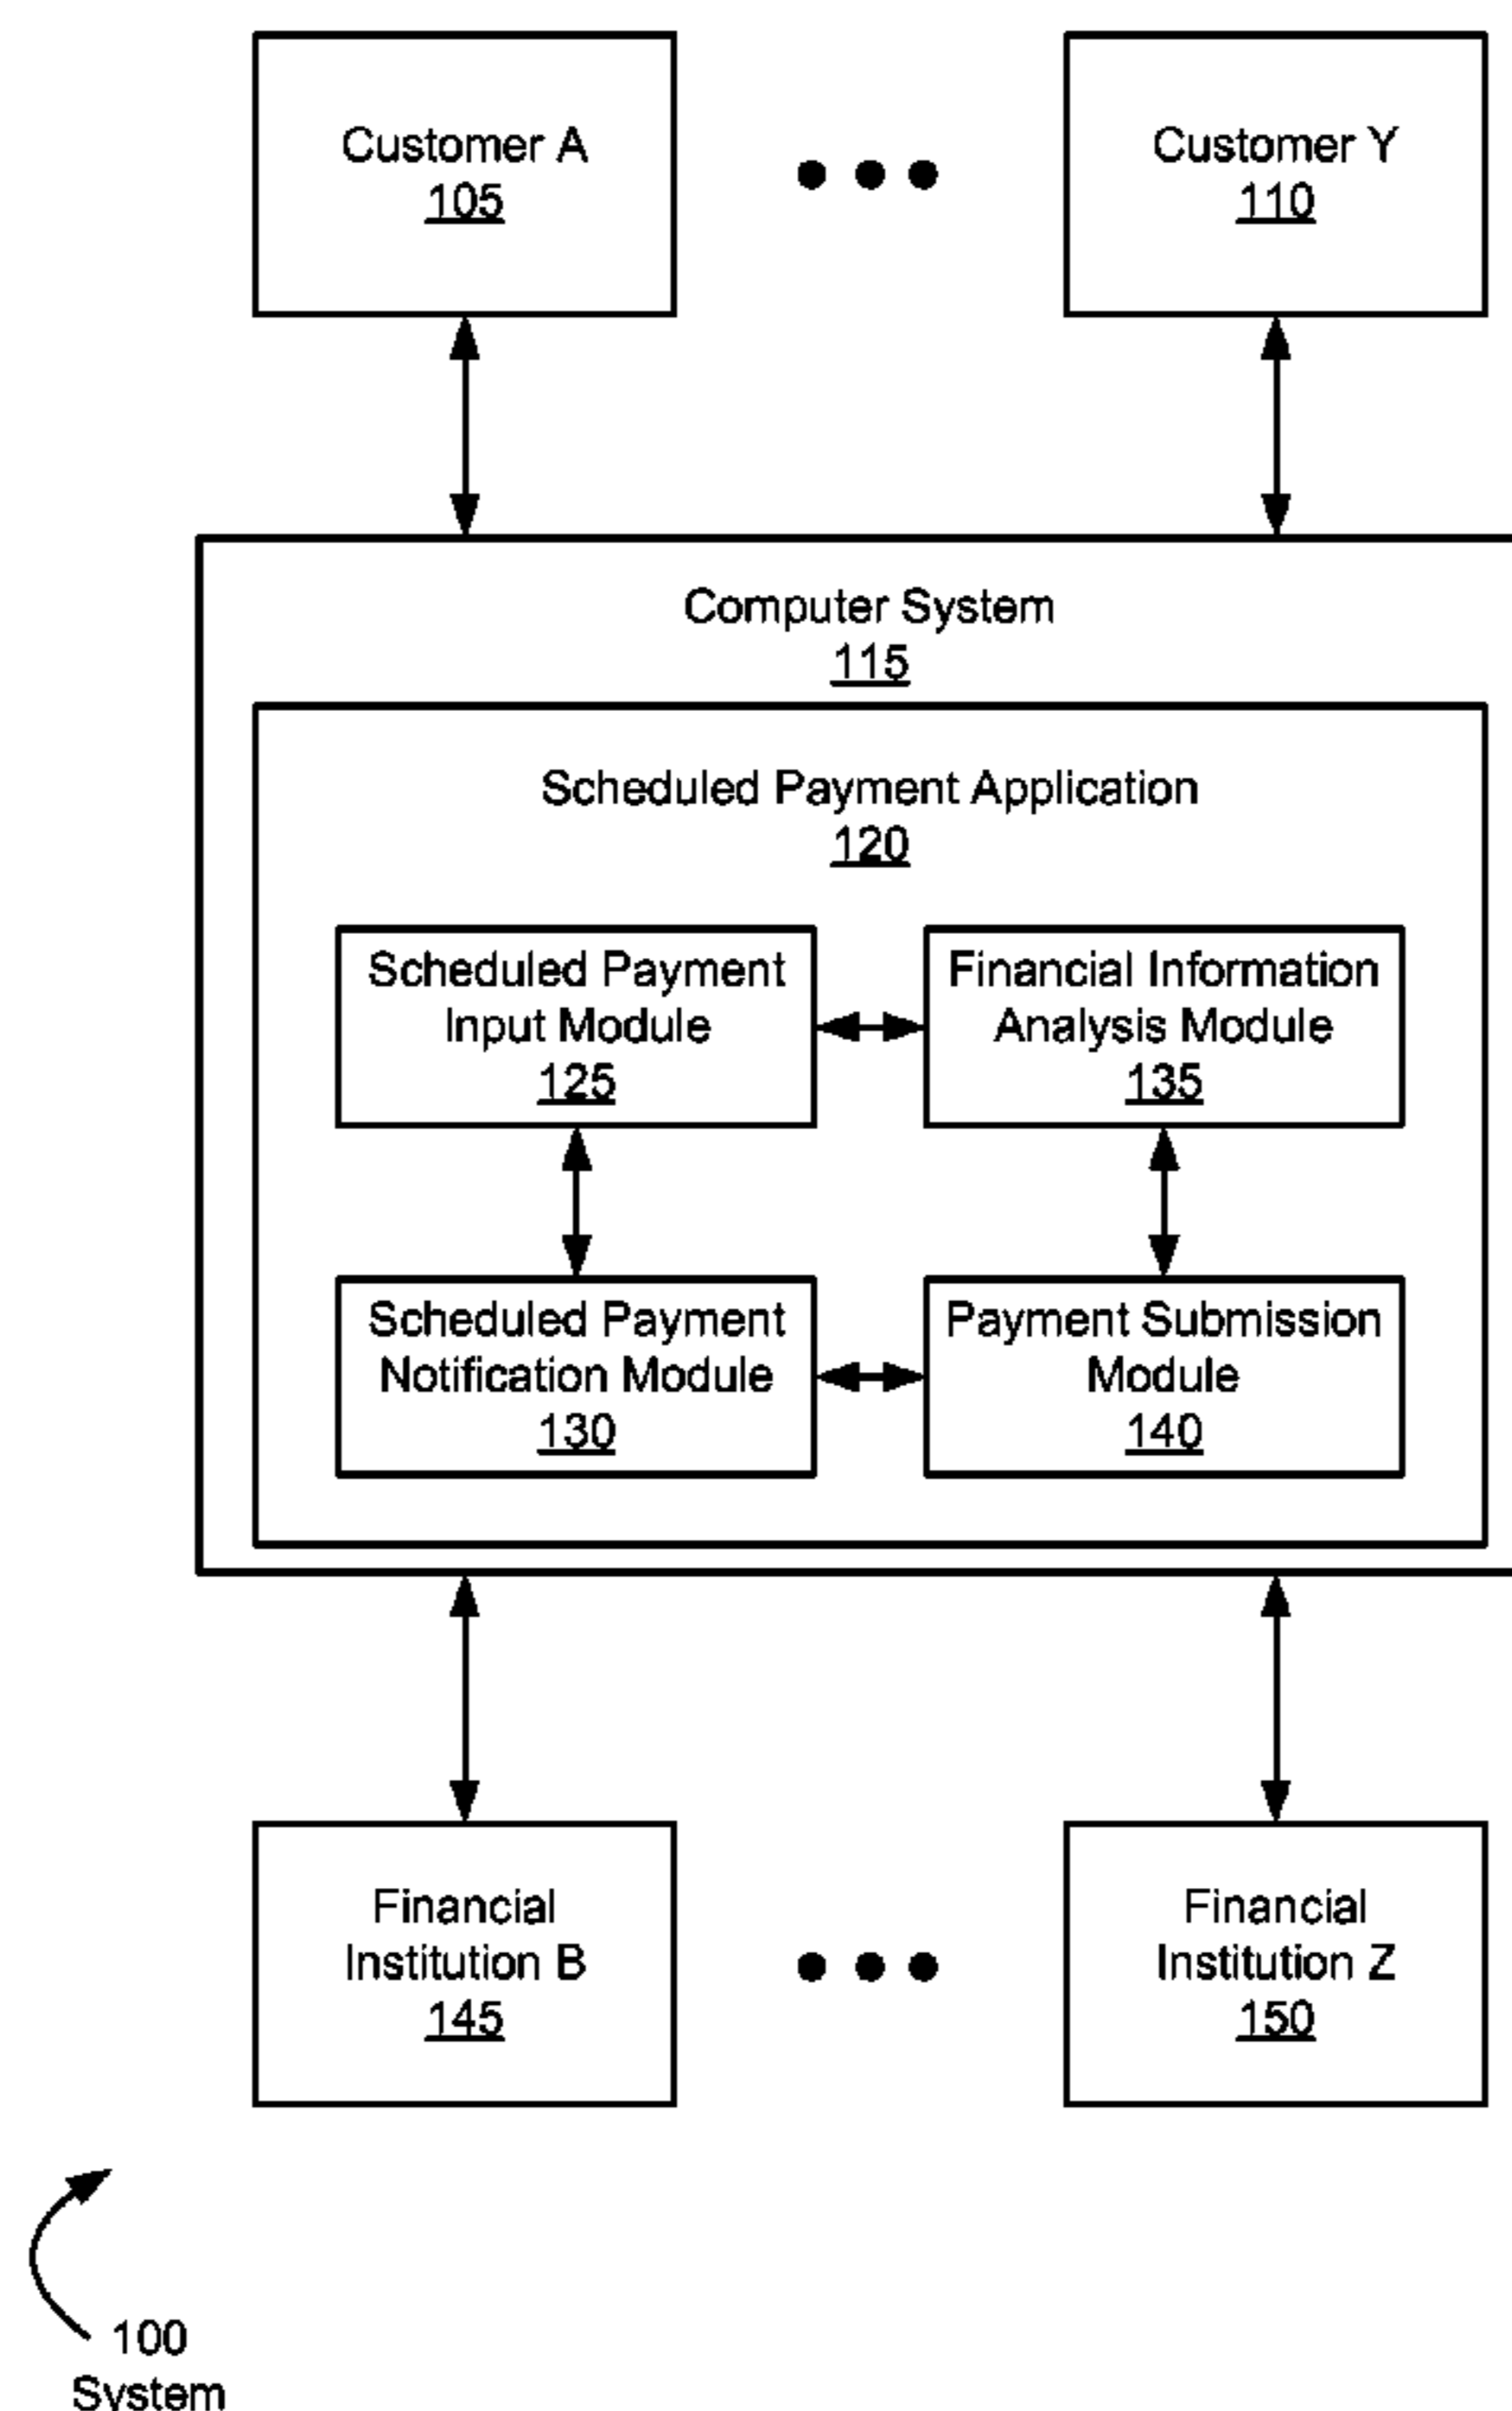 Customer A
105
Customer Y
110
Computer System
115
Scheduled Payment Application
120
Scheduled Payment
Input Module
125
Financial Information
Analysis Module
135
Scheduled Payment
Notification Module
130
Payment Submission
Module
140
Financial
Institution B
145
Financial
Institution Z
150
100
System